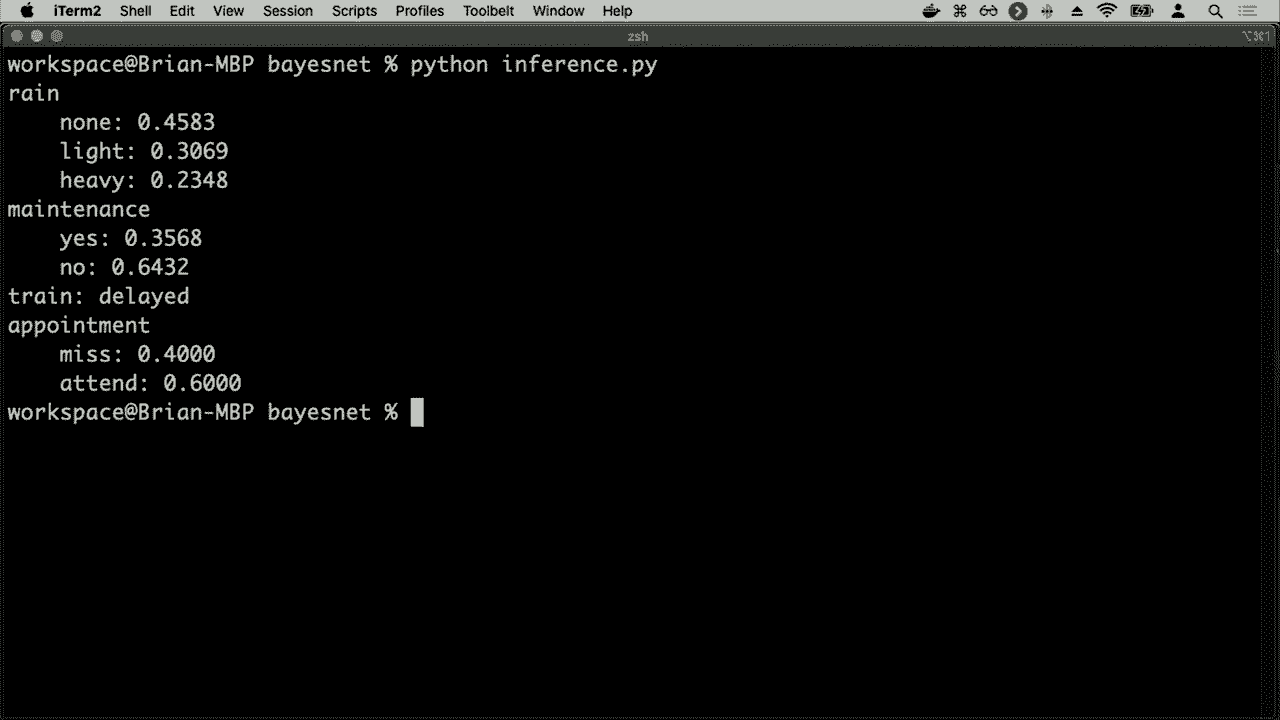 iTerm2 Shell Edit View Session Scripts Profiles Toolbelt Window Help
zsh
⌥⌘1
workspace@Brian-MBP bayesnet % python inference.py
rain
    none: 0.4583
    light: 0.3069
    heavy: 0.2348
maintenance
    yes: 0.3568
    no: 0.6432
train: delayed
appointment
    miss: 0.4000
    attend: 0.6000
workspace@Brian-MBP bayesnet %